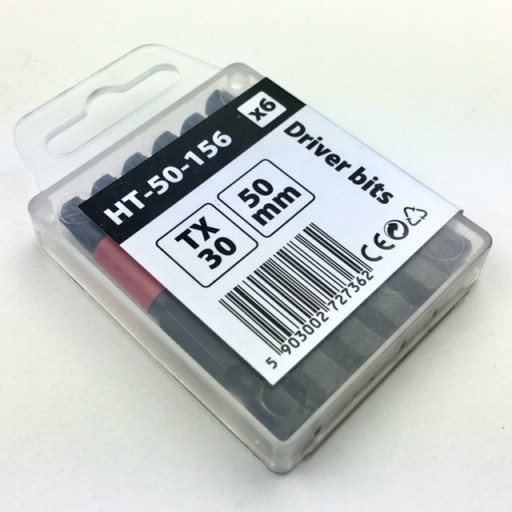 HT-50-156
x6
Driver bits
TX
30
50
mm
CE
5 903002 727362